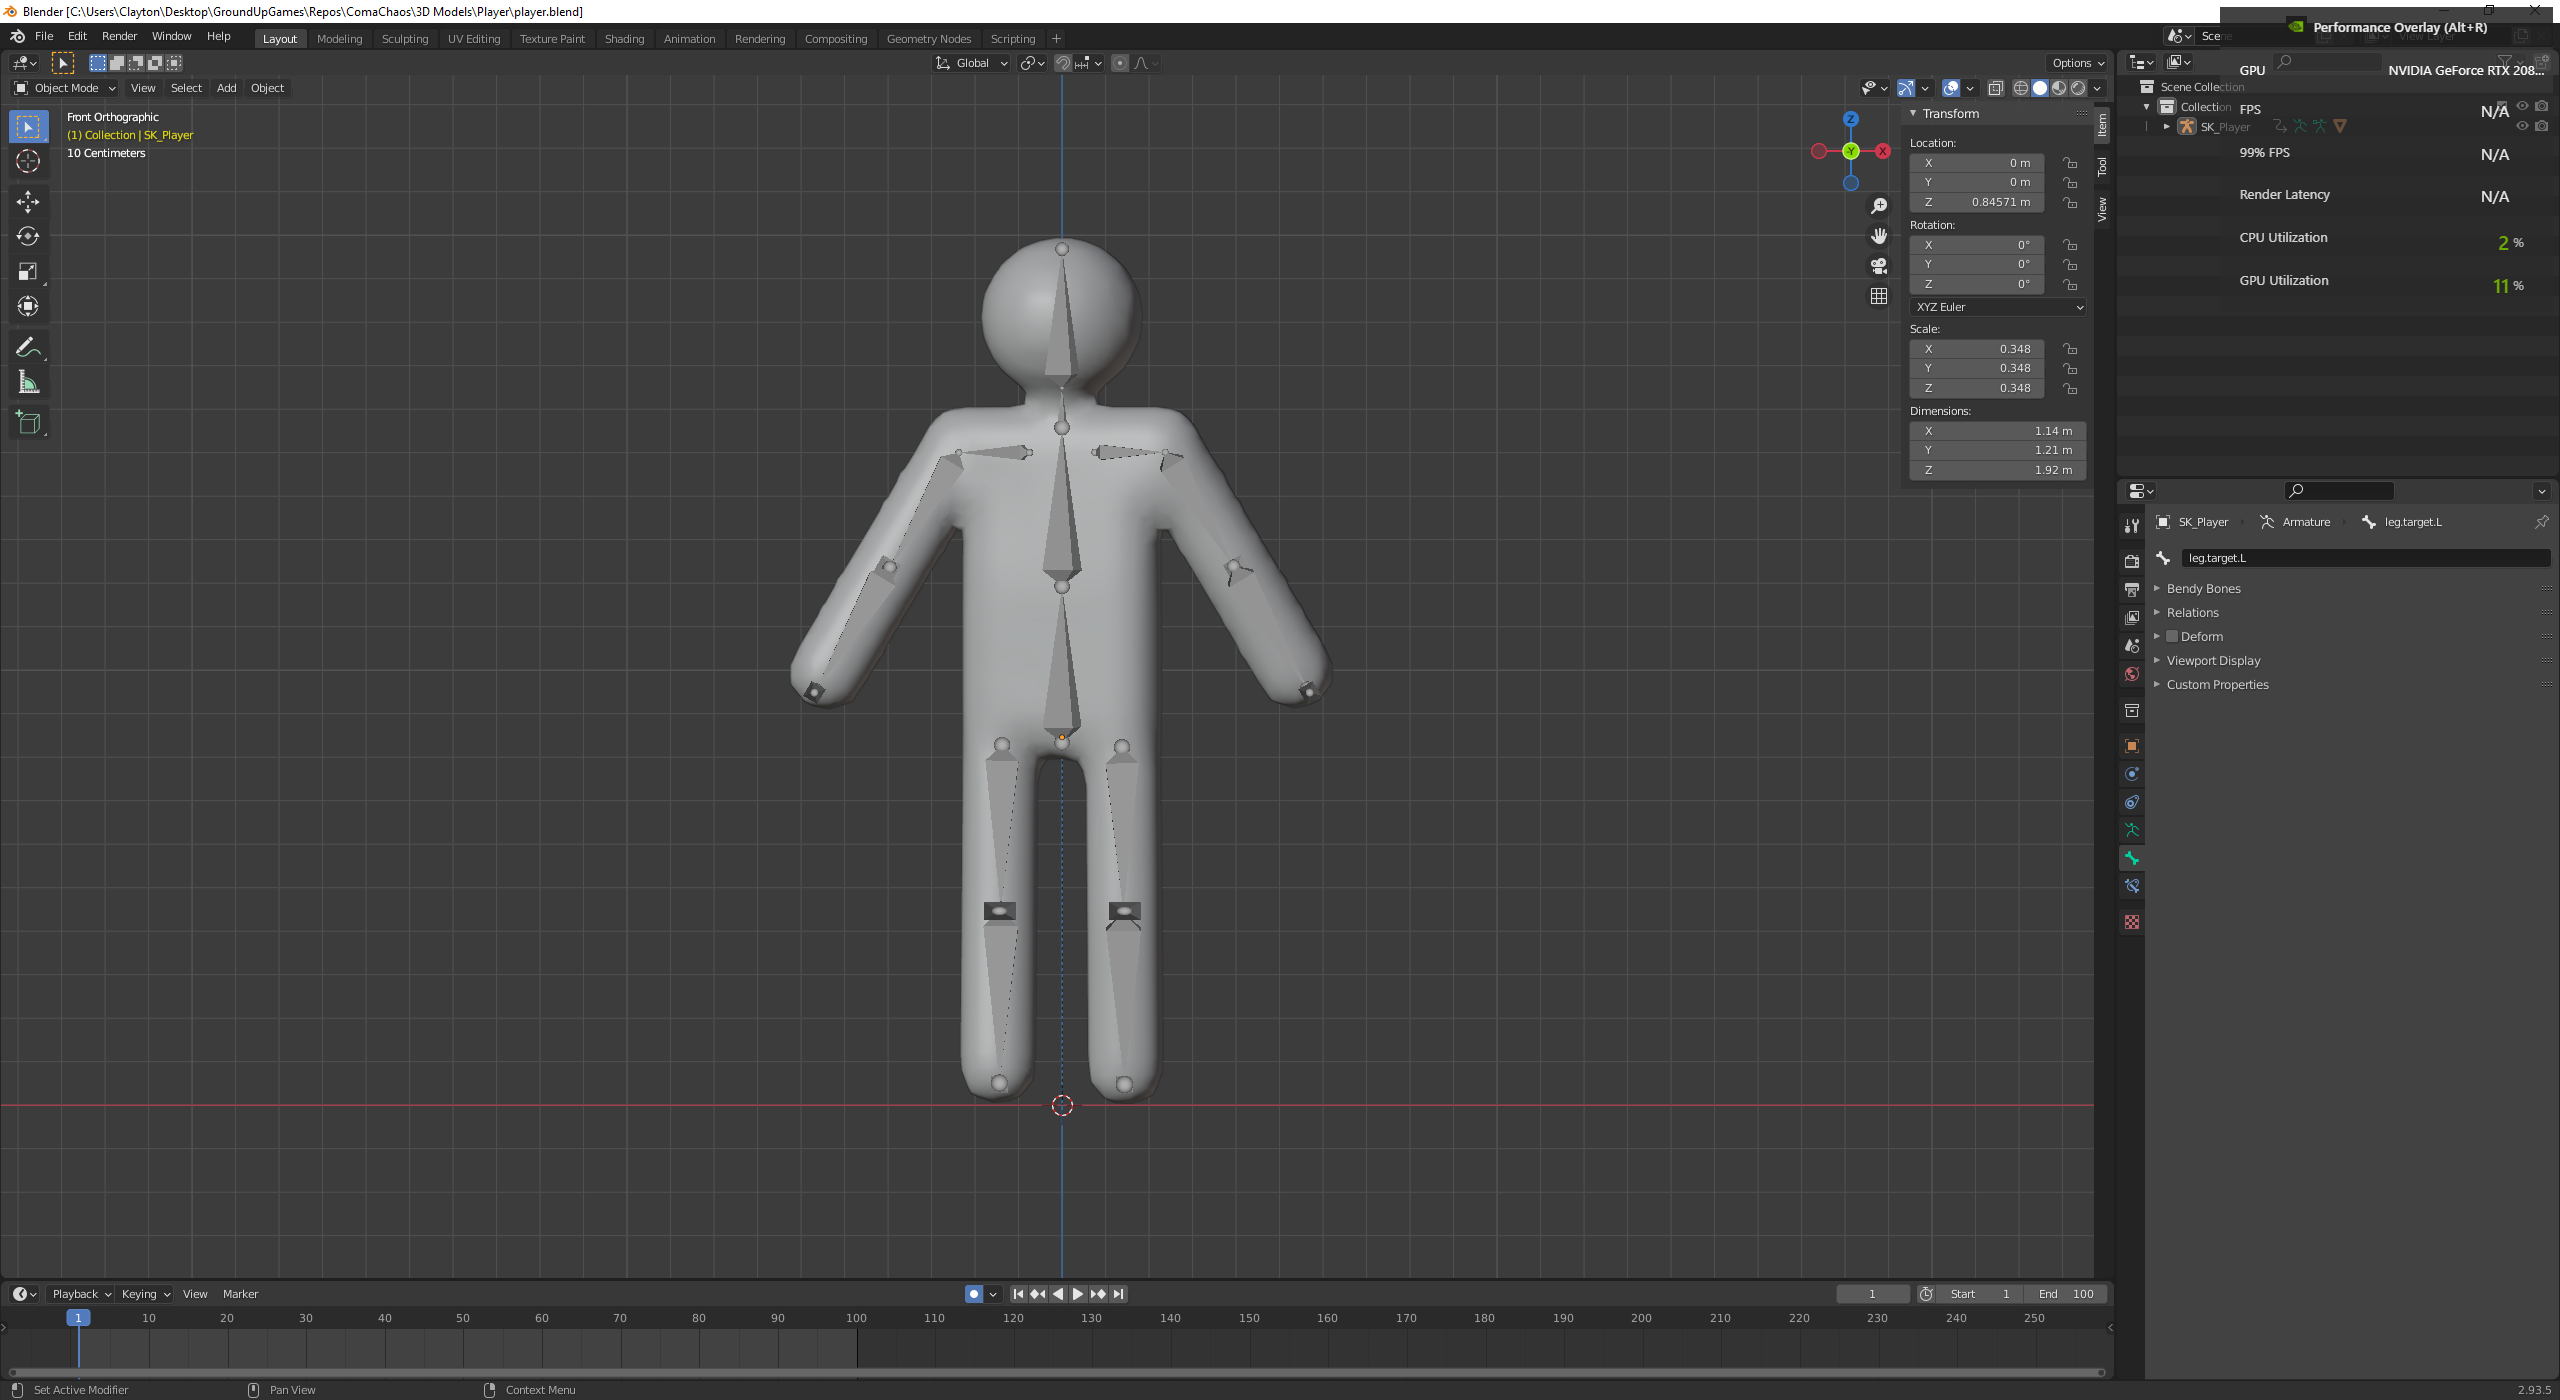 Blender [C:\Users\Clayton\Desktop\GroundUpGames\Repos\ComaChaos\3D Models\Player\player.blend]
File Edit Render Window Help Layout Modeling Sculpting UV Editing Texture Paint Shading Animation Rendering Compositing Geometry Nodes Scripting +
Scene
Performance Overlay (Alt+R)
Global
Options
GPU NVIDIA GeForce RTX 208...
Object Mode View Select Add Object
Scene Collection
Collection
FPS N/A
SK_Player
99% FPS N/A
Render Latency N/A
CPU Utilization 2 %
GPU Utilization 11 %
Front Orthographic
(1) Collection | SK_Player
10 Centimeters
Z
Y
X
Transform
Location:
X 0 m
Y 0 m
Z 0.84571 m
Rotation:
X 0°
Y 0°
Z 0°
XYZ Euler
Scale:
X 0.348
Y 0.348
Z 0.348
Dimensions:
X 1.14 m
Y 1.21 m
Z 1.92 m
Item
Tool
View
SK_Player Armature leg.target.L
leg.target.L
Bendy Bones
Relations
Deform
Viewport Display
Custom Properties
Playback Keying View Marker
1 Start 1 End 100
1 10 20 30 40 50 60 70 80 90 100 110 120 130 140 150 160 170 180 190 200 210 220 230 240 250
Set Active Modifier Pan View Context Menu 2.93.5